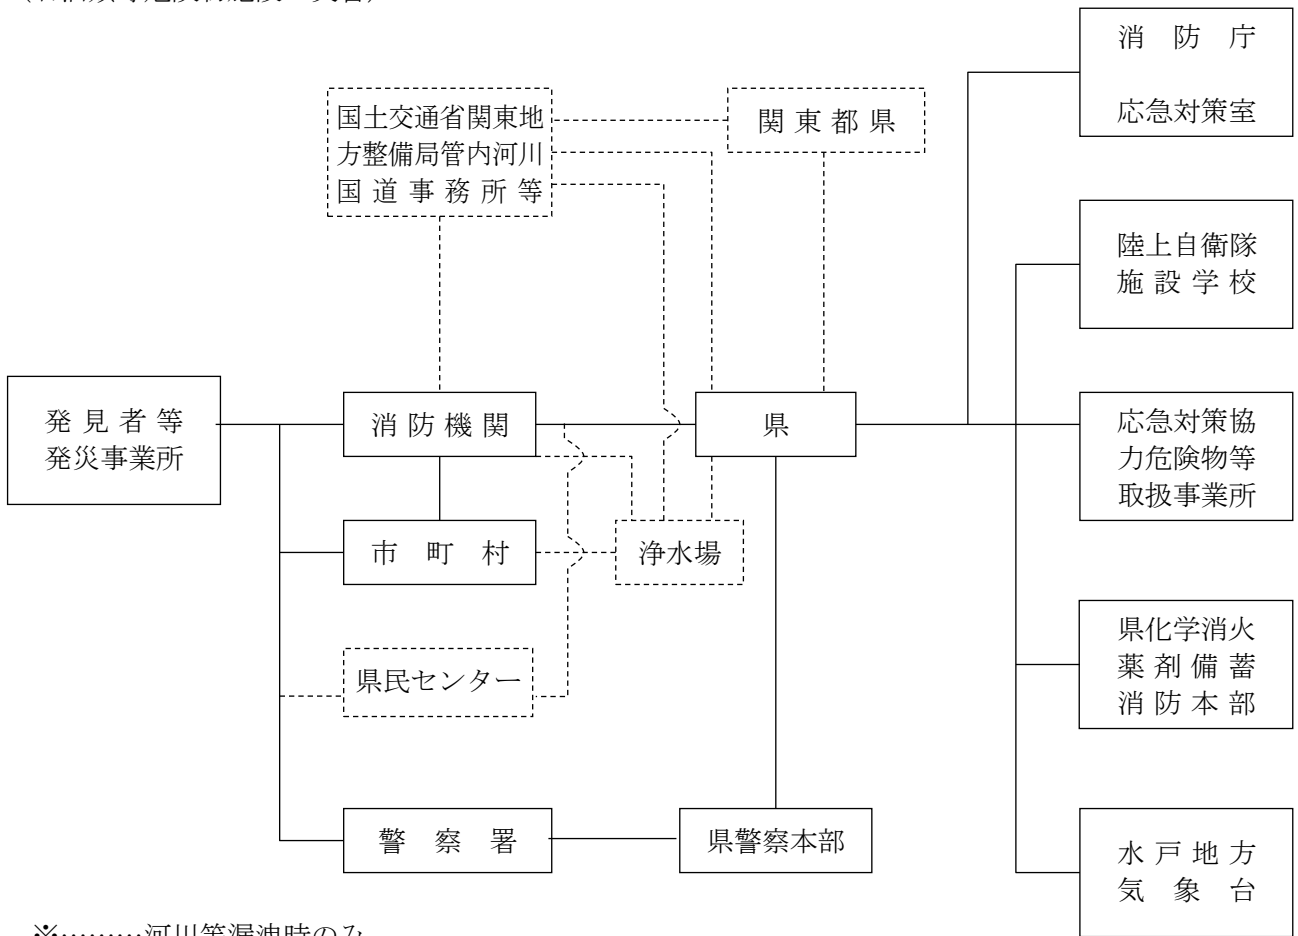 消防庁
応急対策室
国土交通省関東地
方整備局管内河川
国道事務所等
関東都県
陸上自衛隊
施設学校
発見者等
発災事業所
消防機関
県
応急対策協
力危険物等
取扱事業所
市町村
浄水場
県民センター
県化学消火
薬剤備蓄
消防本部
警察署
県警察本部
水戸地方
気象台
※………河川等漏油時のみ